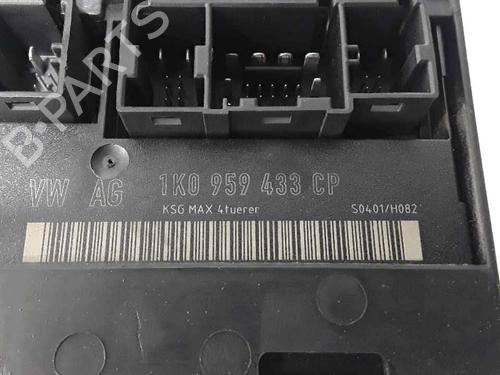 B-PARTS
VW AG 1K0 959 433 CP
KSG MAX 4tuerer S0401/H082